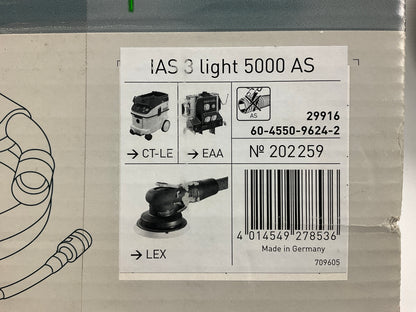 IAS 3 light 5000 AS
AS
29916
60-4550-9624-2
→ CT-LE
→ EAA
№ 202259
→ LEX
4 014549 278536
Made in Germany
709605